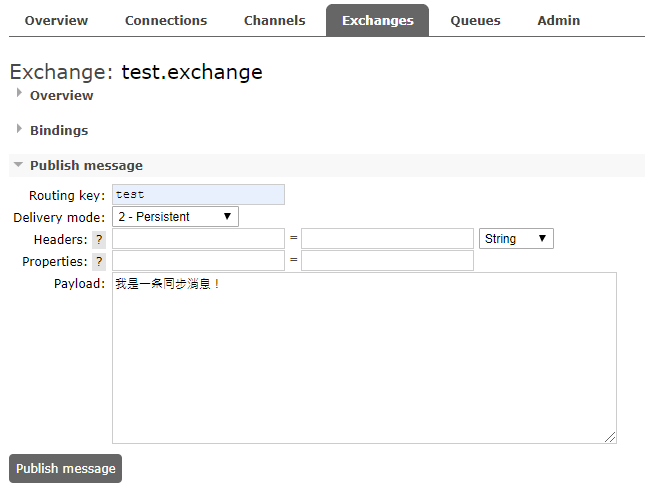 Overview Connections Channels Exchanges Queues Admin
Exchange: test.exchange
Overview
Bindings
Publish message
Routing key: test
Delivery mode: 2 - Persistent
Headers: ? = String
Properties: ? =
Payload: 我是一条同步消息！
Publish message